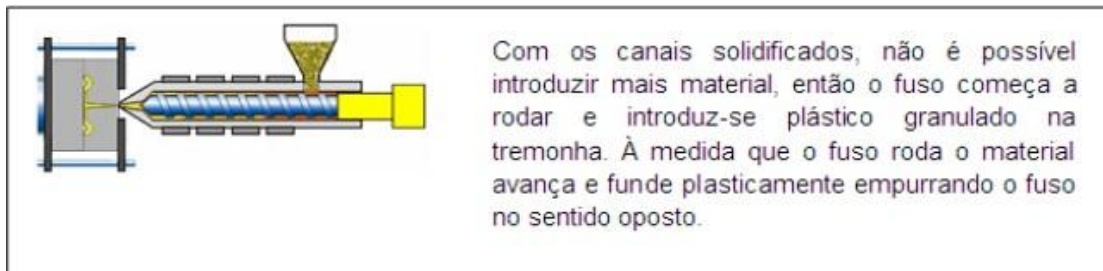 Com os canais solidificados, não é possível
introduzir mais material, então o fuso começa a
rodar e introduz-se plástico granulado na
tremonha. À medida que o fuso roda o material
avança e funde plasticamente empurrando o fuso
no sentido oposto.